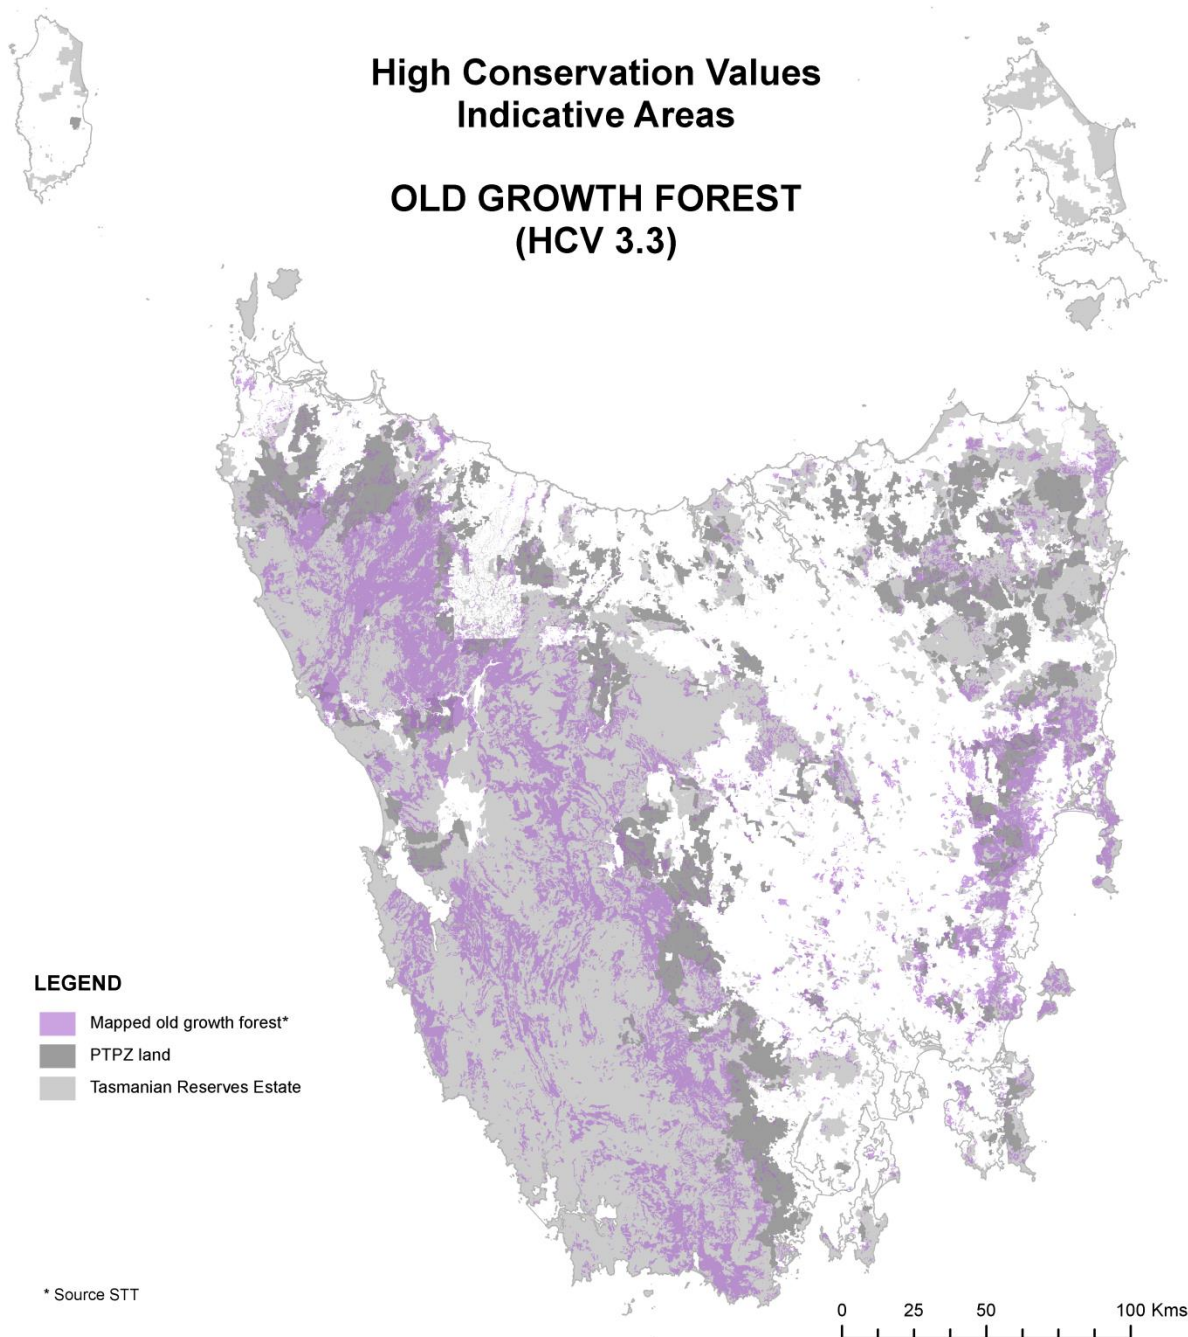 High Conservation Values
Indicative Areas
OLD GROWTH FOREST
(HCV 3.3)
LEGEND
Mapped old growth forest*
PTPZ land
Tasmanian Reserves Estate
* Source STT
0 25 50 100 Kms